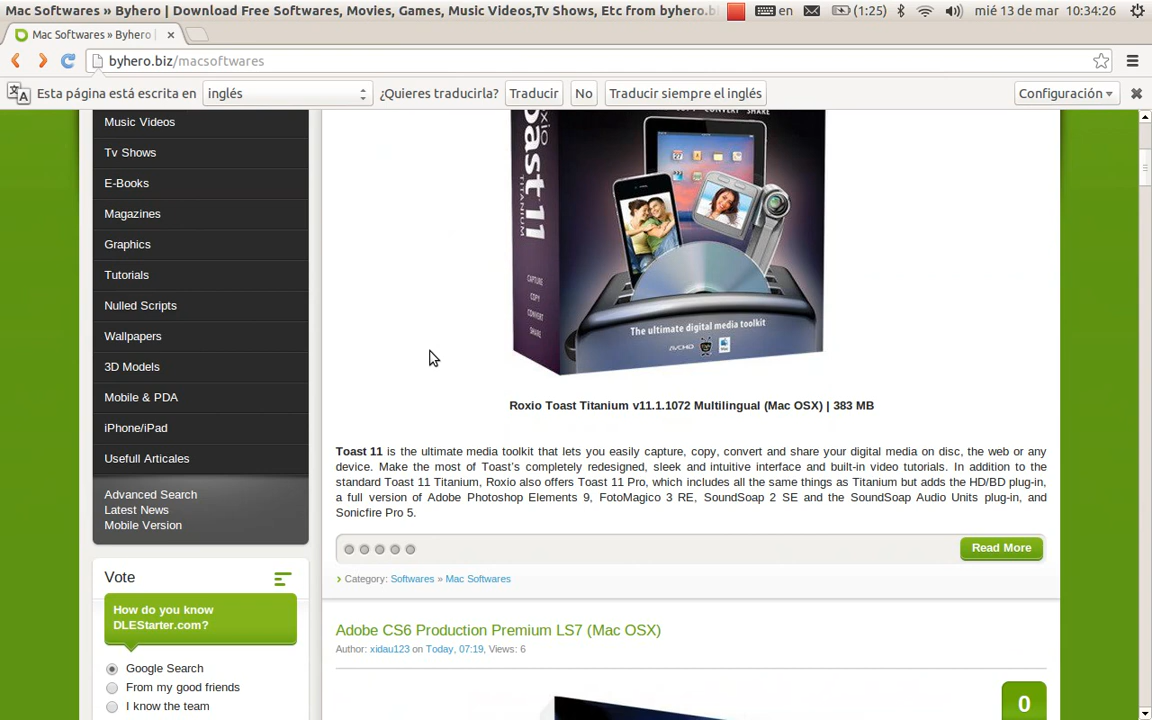 Mac Softwares » Byhero | Download Free Softwares, Movies, Games, Music Videos,Tv Shows, Etc from byhero.b
en
(1:25)
mié 13 de mar
10:34:26
Mac Softwares » Byhero |
byhero.biz/macsoftwares
Esta página está escrita en inglés ¿Quieres traducirla? Traducir No Traducir siempre el inglés Configuración
Music Videos
Tv Shows
E-Books
Magazines
Graphics
Tutorials
Nulled Scripts
Wallpapers
3D Models
Mobile & PDA
iPhone/iPad
Usefull Articales
Advanced Search
Latest News
Mobile Version
Vote
How do you know
DLEStarter.com?
Google Search
From my good friends
I know the team
CONVERT SHARE
roxio
toast 11
TITANIUM
CAPTURE
COPY
CONVERT
SHARE
The ultimate digital media toolkit
AVCHD
Roxio Toast Titanium v11.1.1072 Multilingual (Mac OSX) | 383 MB
Toast 11 is the ultimate media toolkit that lets you easily capture, copy, convert and share your digital media on disc, the web or any
device. Make the most of Toast's completely redesigned, sleek and intuitive interface and built-in video tutorials. In addition to the
standard Toast 11 Titanium, Roxio also offers Toast 11 Pro, which includes all the same things as Titanium but adds the HD/BD plug-in,
a full version of Adobe Photoshop Elements 9, FotoMagico 3 RE, SoundSoap 2 SE and the SoundSoap Audio Units plug-in, and
Sonicfire Pro 5.
Read More
Category: Softwares » Mac Softwares
Adobe CS6 Production Premium LS7 (Mac OSX)
Author: xidau123 on Today, 07:19, Views: 6
0